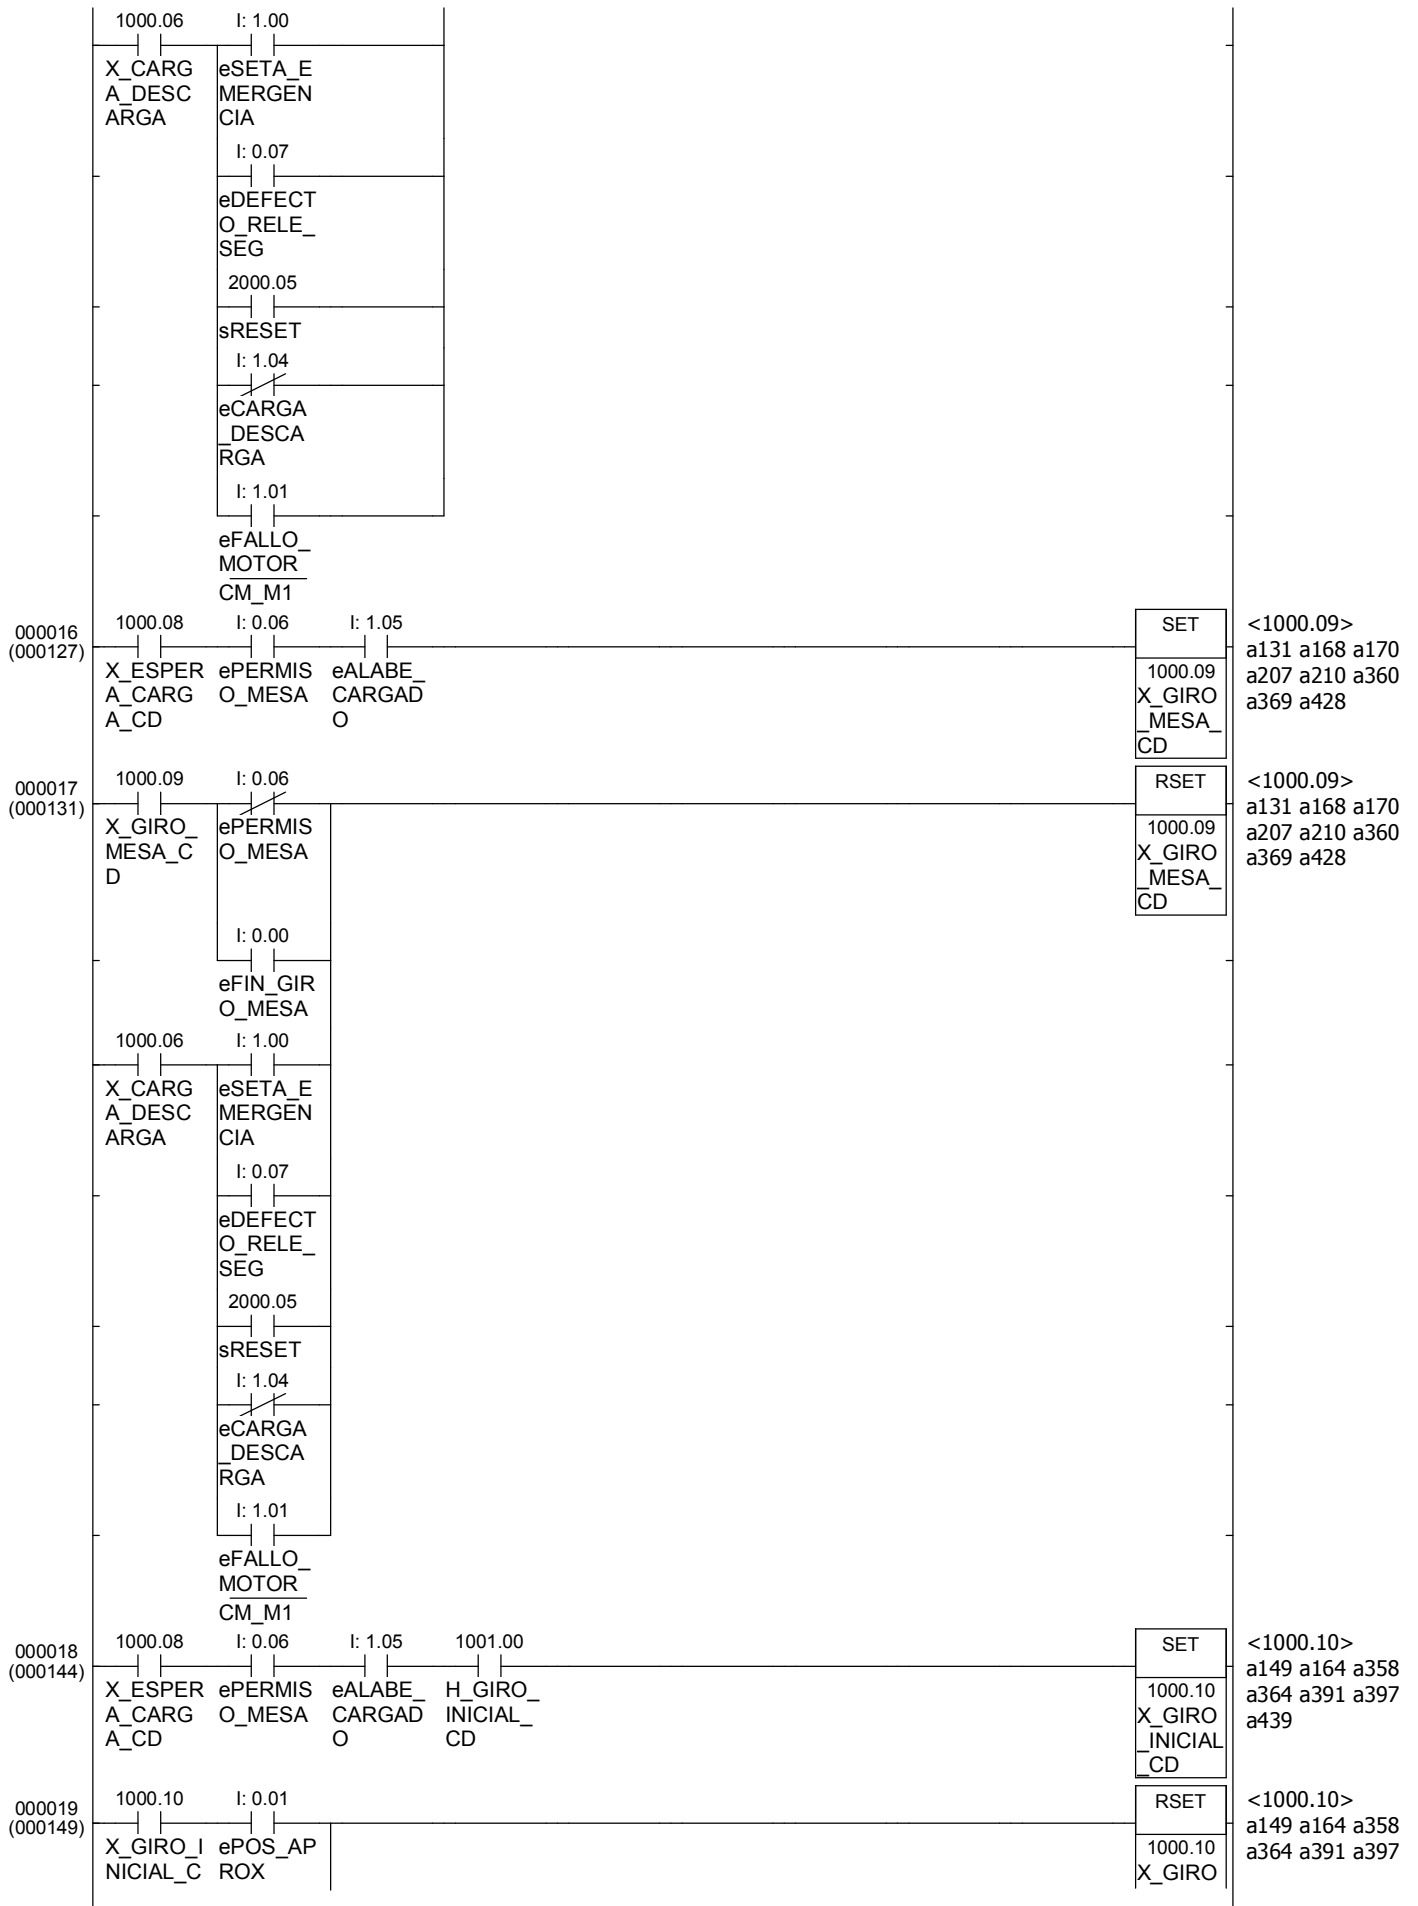 1000.06 I: 1.00
X_CARG eSETA_E
A_DESC MERGEN
ARGA CIA
I: 0.07
eDEFECT
O_RELE_
SEG
2000.05
sRESET
I: 1.04
eCARGA
_DESCA
RGA
I: 1.01
eFALLO_
MOTOR
CM_M1
000016 1000.08 I: 0.06 I: 1.05 SET <1000.09>
(000127) a131 a168 a170
X_ESPER ePERMIS eALABE_ 1000.09 a207 a210 a360
A_CARG O_MESA CARGAD X_GIRO a369 a428
A_CD O _MESA_
CD
000017 1000.09 I: 0.06 RSET <1000.09>
(000131) a131 a168 a170
X_GIRO_ ePERMIS 1000.09 a207 a210 a360
MESA_C O_MESA X_GIRO a369 a428
D _MESA_
CD
I: 0.00
eFIN_GIR
O_MESA
1000.06 I: 1.00
X_CARG eSETA_E
A_DESC MERGEN
ARGA CIA
I: 0.07
eDEFECT
O_RELE_
SEG
2000.05
sRESET
I: 1.04
eCARGA
_DESCA
RGA
I: 1.01
eFALLO_
MOTOR
CM_M1
000018 1000.08 I: 0.06 I: 1.05 1001.00 SET <1000.10>
(000144) a149 a164 a358
X_ESPER ePERMIS eALABE_ H_GIRO_ 1000.10 a364 a391 a397
A_CARG O_MESA CARGAD INICIAL_ X_GIRO a439
A_CD O CD _INICIAL
_CD
000019 1000.10 I: 0.01 RSET <1000.10>
(000149) a149 a164 a358
X_GIRO_I ePOS_AP 1000.10 a364 a391 a397
NICIAL_C ROX X_GIRO